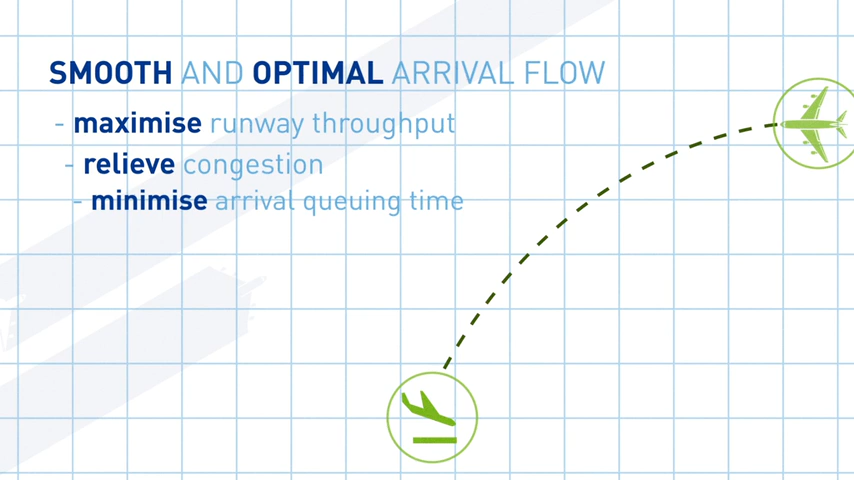 SMOOTH AND OPTIMAL ARRIVAL FLOW
- maximise runway throughput
- relieve congestion
- minimise arrival queuing time